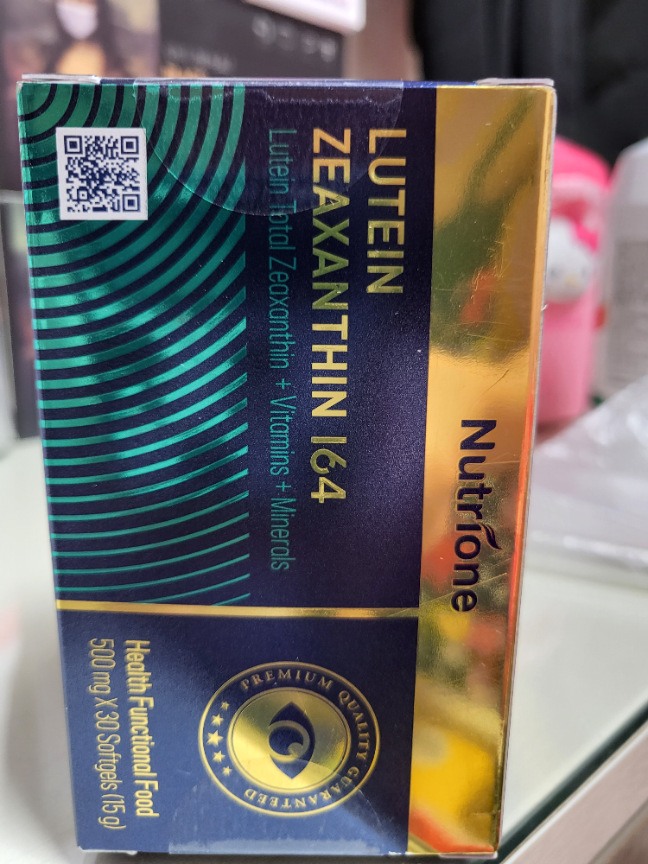 Nutrione
LUTEIN
ZEAXANTHIN 164
Lutein Total Zeaxanthin + Vitamins + Minerals
PREMIUM QUALITY GUARANTEED
Health Functional Food
500 mg X 30 Softgels (15 g)